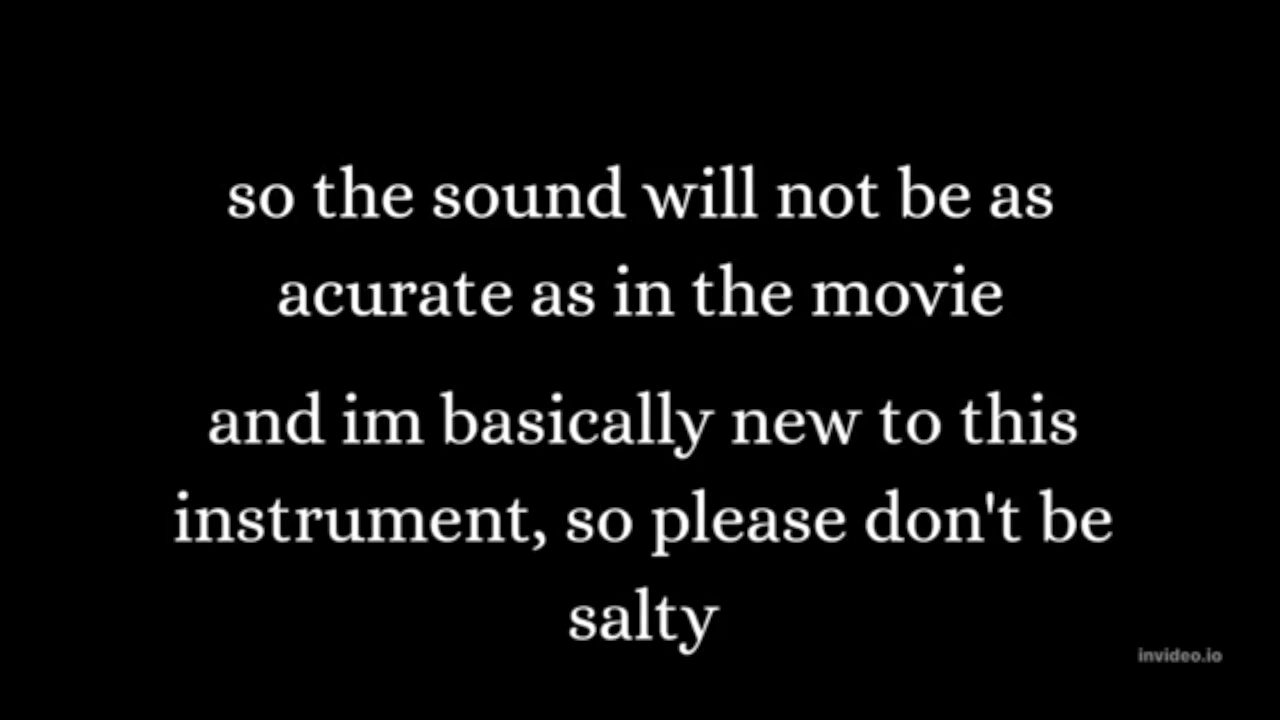 so the sound will not be as
acurate as in the movie
and im basically new to this
instrument, so please don't be
salty
invideo.io